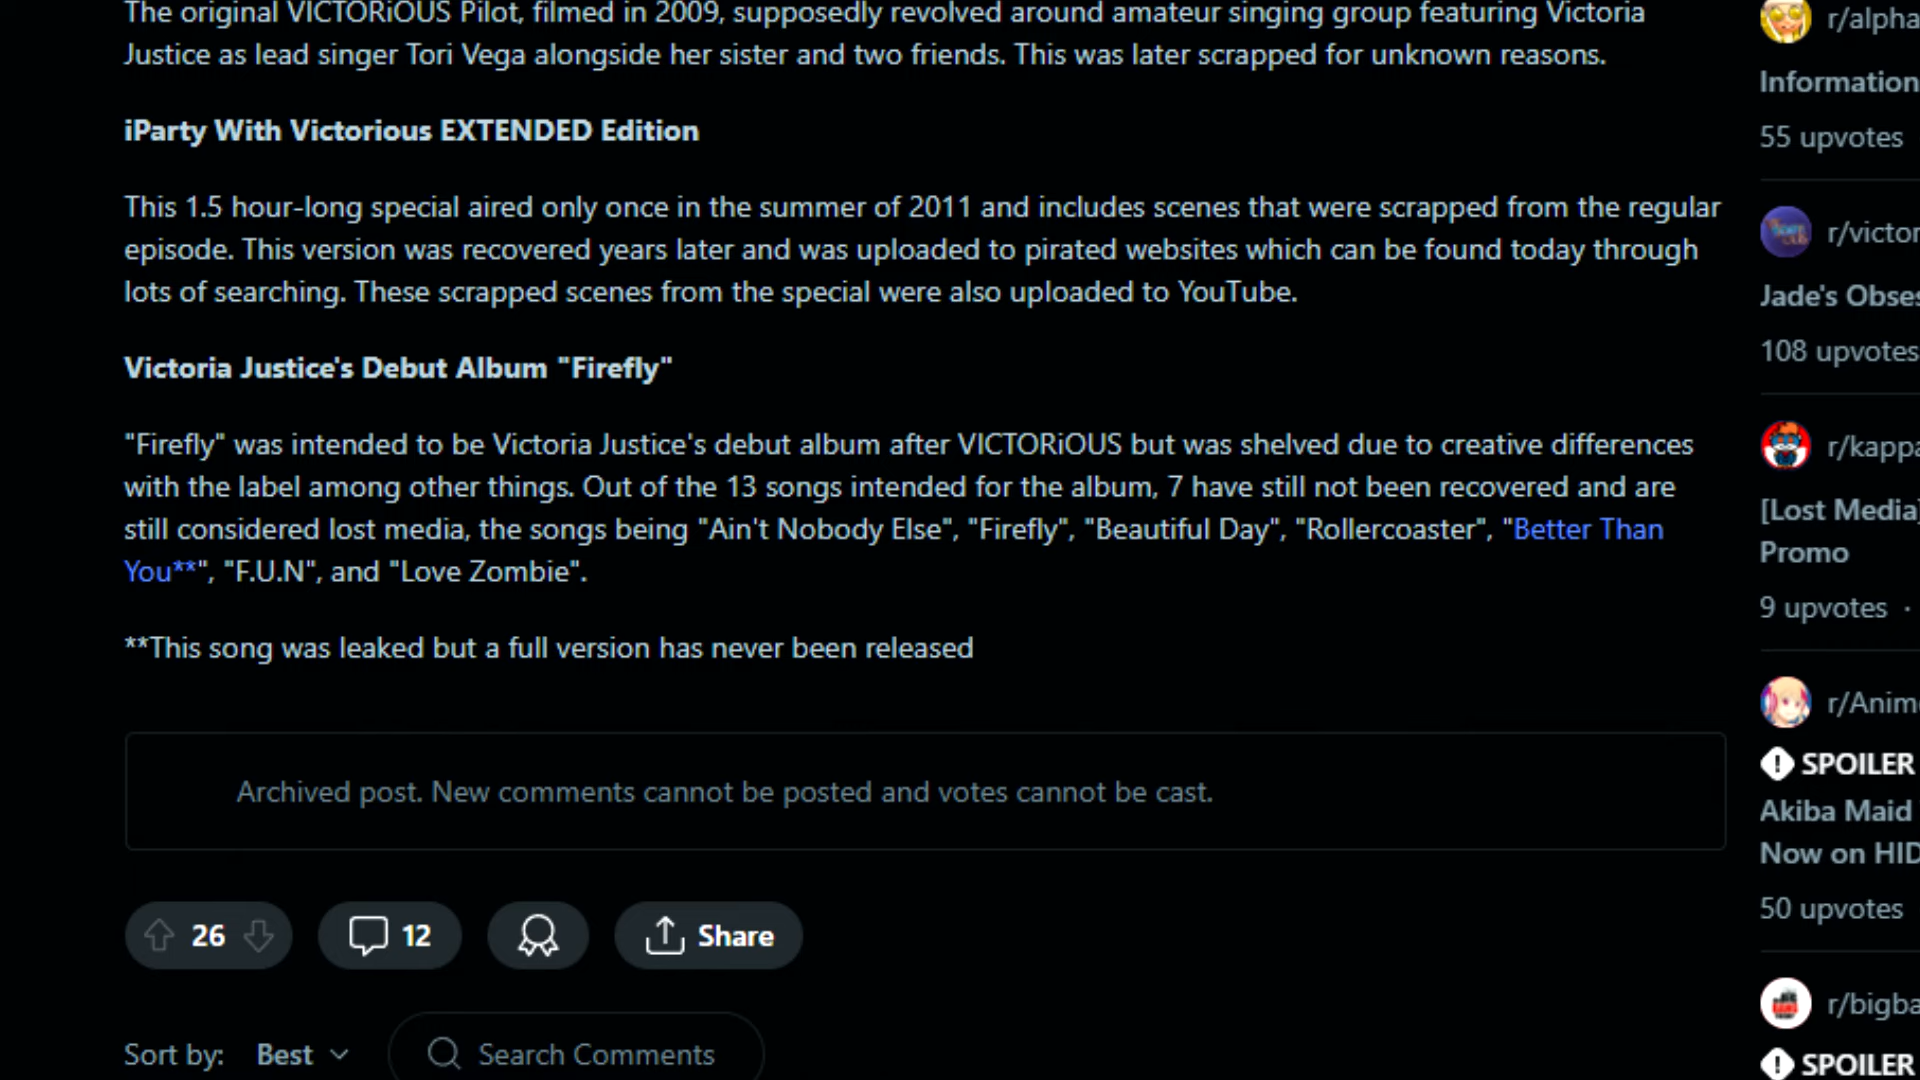 The original VICTORiOUS Pilot, filmed in 2009, supposedly revolved around amateur singing group featuring Victoria
Justice as lead singer Tori Vega alongside her sister and two friends. This was later scrapped for unknown reasons.
iParty With Victorious EXTENDED Edition
This 1.5 hour-long special aired only once in the summer of 2011 and includes scenes that were scrapped from the regular
episode. This version was recovered years later and was uploaded to pirated websites which can be found today through
lots of searching. These scrapped scenes from the special were also uploaded to YouTube.
Victoria Justice's Debut Album "Firefly"
"Firefly" was intended to be Victoria Justice's debut album after VICTORiOUS but was shelved due to creative differences
with the label among other things. Out of the 13 songs intended for the album, 7 have still not been recovered and are
still considered lost media, the songs being "Ain't Nobody Else", "Firefly", "Beautiful Day", "Rollercoaster", "Better Than
You**", "F.U.N", and "Love Zombie".
**This song was leaked but a full version has never been released
Archived post. New comments cannot be posted and votes cannot be cast.
26
12
Share
Sort by: Best
Search Comments
r/alpha
Information
55 upvotes
r/victor
Jade's Obses
108 upvotes
r/kappa
[Lost Media]
Promo
9 upvotes ·
r/Anim
SPOILER
Akiba Maid
Now on HID
50 upvotes
r/bigba
SPOILER